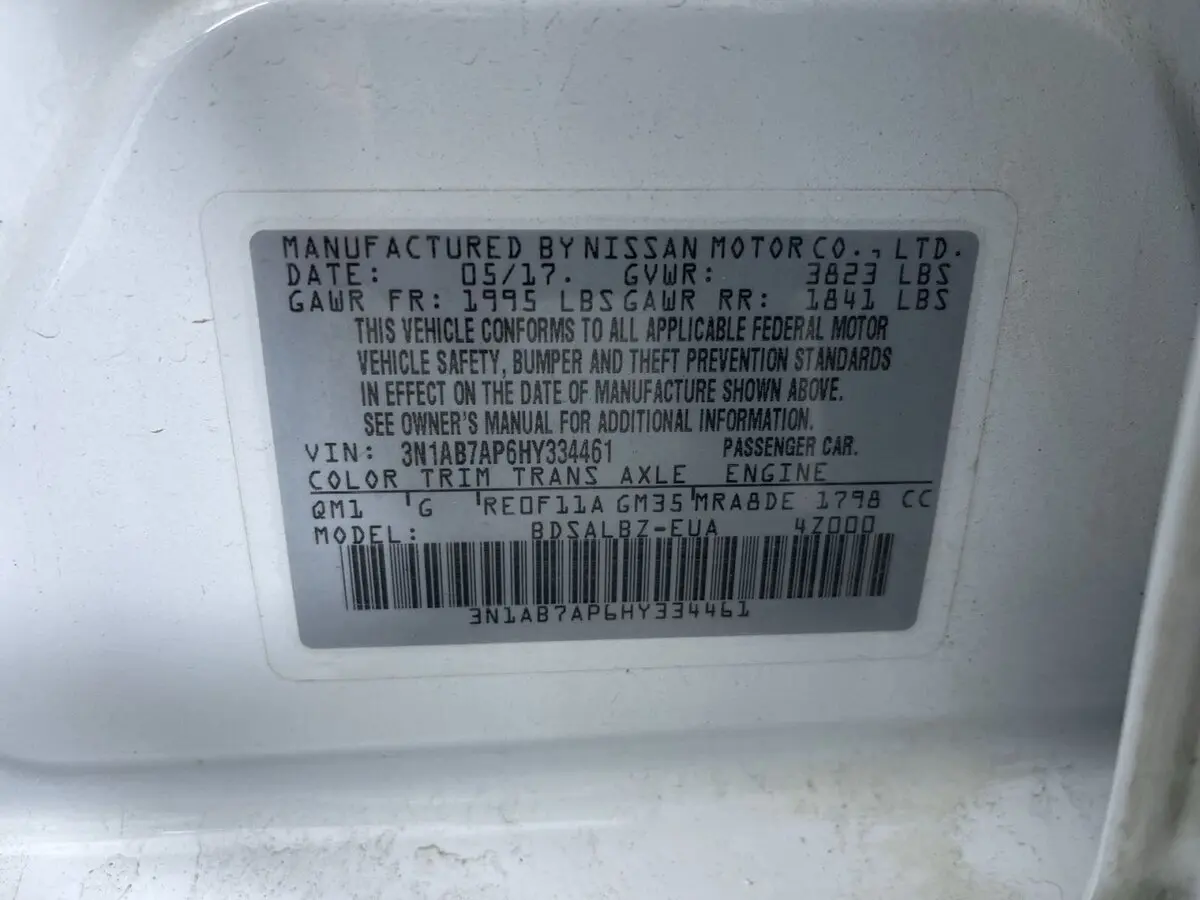 MANUFACTURED BY NISSAN MOTOR CO., LTD.
DATE: 05/17. GVWR: 3823 LBS
GAWR FR: 1995 LBS GAWR RR: 1841 LBS
THIS VEHICLE CONFORMS TO ALL APPLICABLE FEDERAL MOTOR
VEHICLE SAFETY, BUMPER AND THEFT PREVENTION STANDARDS
IN EFFECT ON THE DATE OF MANUFACTURE SHOWN ABOVE.
SEE OWNER'S MANUAL FOR ADDITIONAL INFORMATION.
VIN: 3N1AB7AP6HY334461 PASSENGER CAR.
COLOR TRIM TRANS AXLE ENGINE
QM1 G RE0F11A GM35 MRA8DE 1798 CC
MODEL: BDSALBZ-EUA 4Z000
3N1AB7AP6HY334461